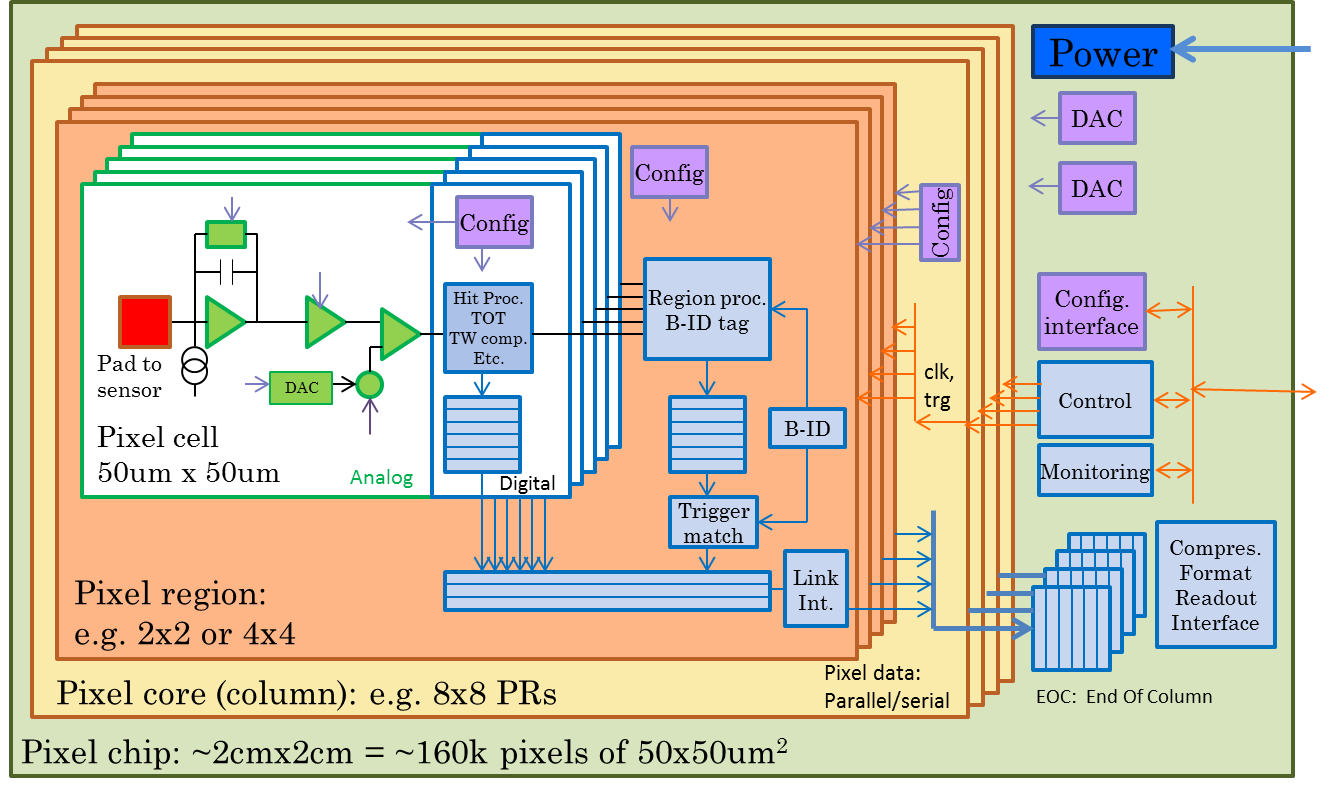 Power
DAC
DAC
Config
Config
Config
Hit Proc.
TOT
TW comp.
Etc.
Region proc.
B-ID tag
Config.
interface
Pad to
sensor
DAC
clk,
trg
Control
B-ID
Pixel cell
50um x 50um
Analog
Digital
Monitoring
Trigger
match
Compres.
Format
Readout
Interface
Link
Int.
Pixel region:
e.g. 2x2 or 4x4
Pixel data:
Parallel/serial
Pixel core (column): e.g. 8x8 PRs
EOC: End Of Column
Pixel chip: ~2cmx2cm = ~160k pixels of 50x50um²